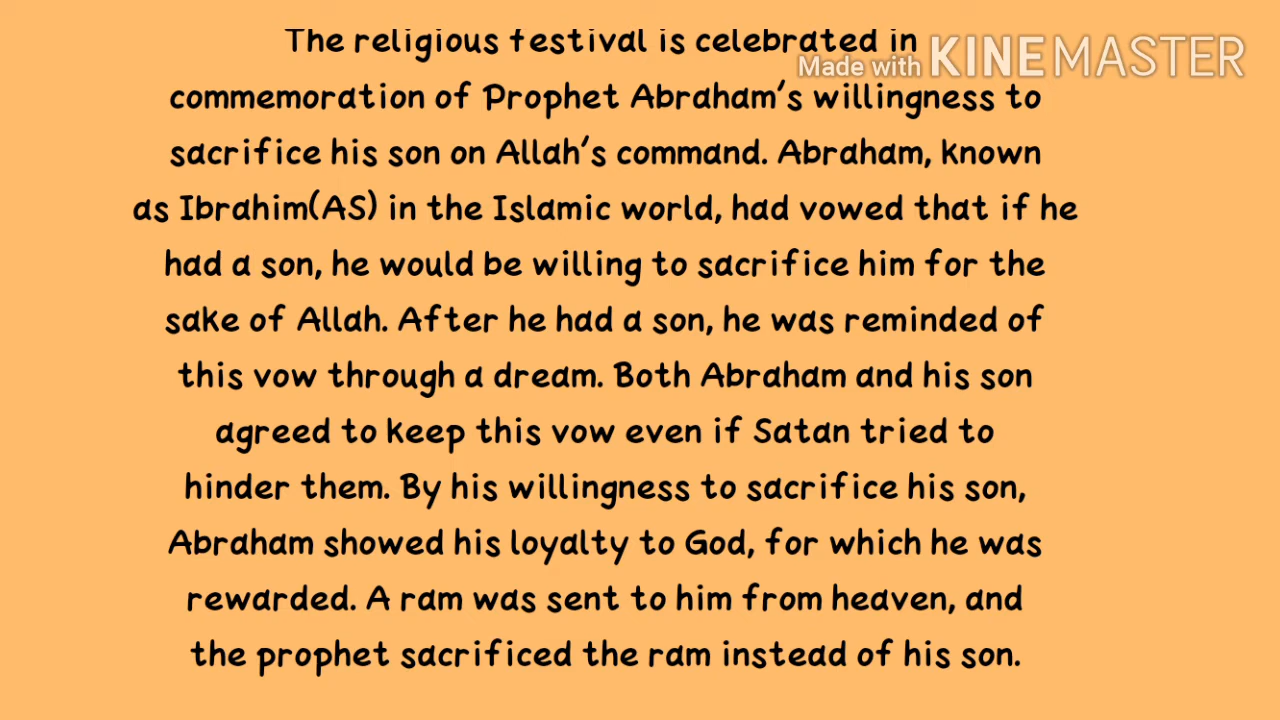 The religious festival is celebrated in
Made with KINEMASTER
commemoration of Prophet Abraham's willingness to
sacrifice his son on Allah's command. Abraham, known
as Ibrahim(AS) in the Islamic world, had vowed that if he
had a son, he would be willing to sacrifice him for the
sake of Allah. After he had a son, he was reminded of
this vow through a dream. Both Abraham and his son
agreed to keep this vow even if Satan tried to
hinder them. By his willingness to sacrifice his son,
Abraham showed his loyalty to God, for which he was
rewarded. A ram was sent to him from heaven, and
the prophet sacrificed the ram instead of his son.